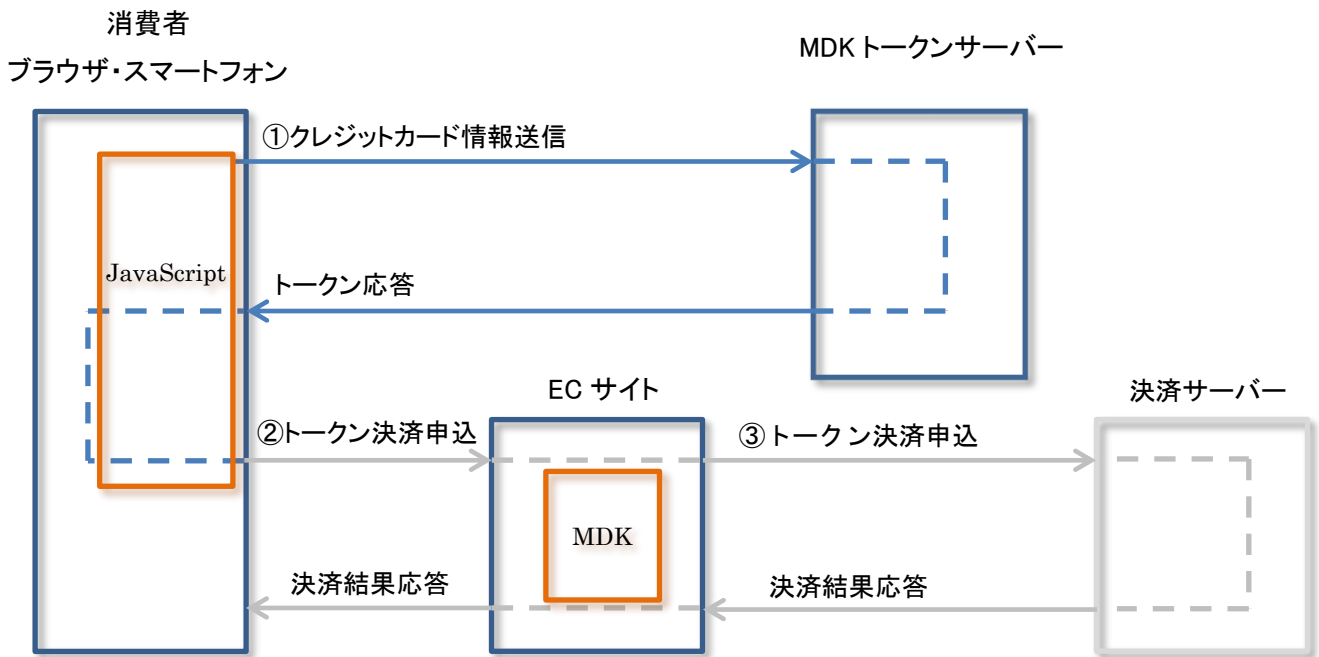 消費者
ブラウザ・スマートフォン
MDK トークンサーバー
①クレジットカード情報送信
JavaScript
トークン応答
EC サイト
決済サーバー
②トークン決済申込
③トークン決済申込
MDK
決済結果応答
決済結果応答